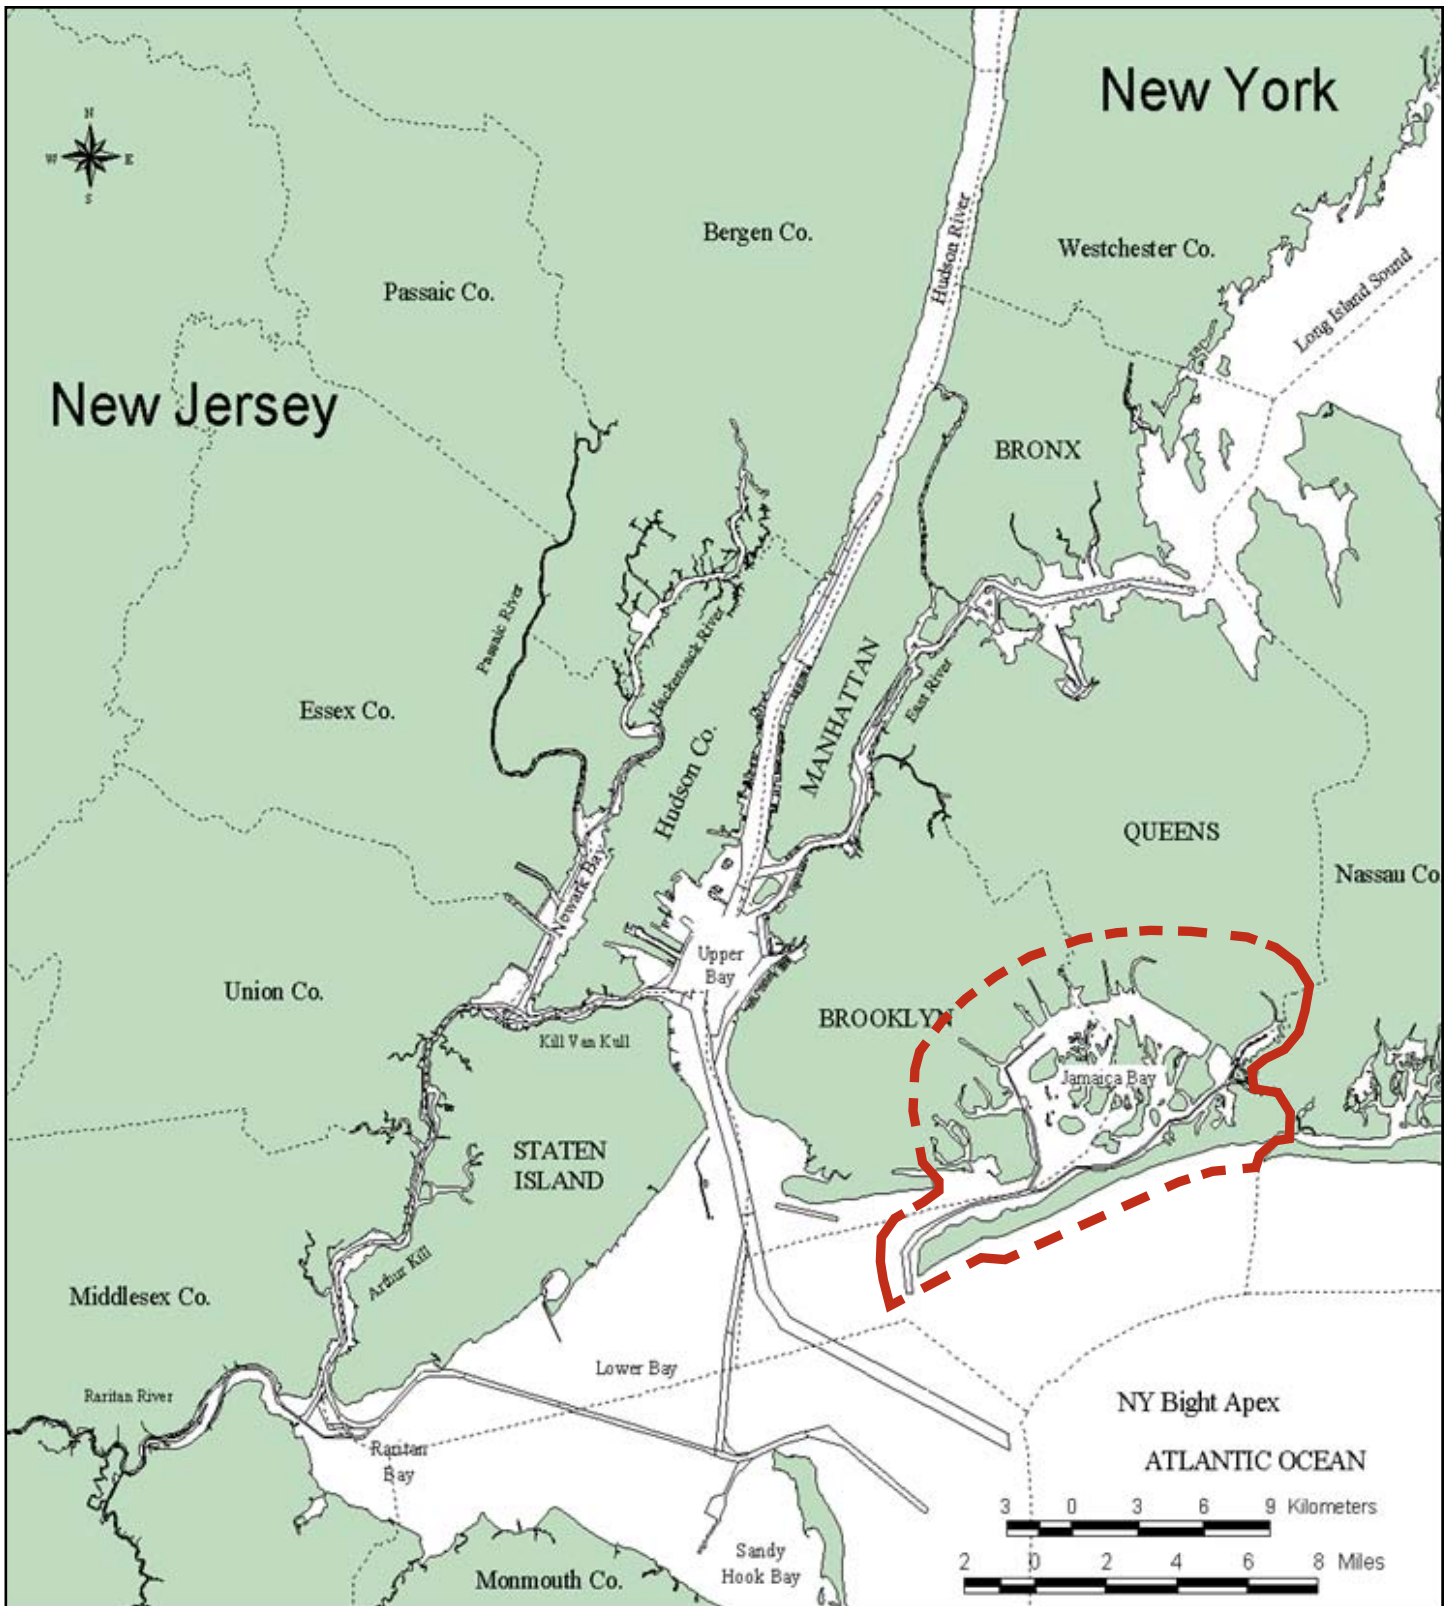 New York
N
W E
S
Bergen Co.
Hudson River
Westchester Co.
Long Island Sound
Passaic Co.
New Jersey
BRONX
Passaic River
Hackensack River
MANHATTAN
East River
Essex Co.
Hudson Co.
QUEENS
Nassau Co
Newark Bay
Upper
Bay
Union Co.
BROOKLYN
Kill Van Kull
Jamaica Bay
STATEN
ISLAND
Arthur Kill
Middlesex Co.
Lower Bay
Raritan River
NY Bight Apex
Raritan
Bay
ATLANTIC OCEAN
3 0 3 6 9 Kilometers
Sandy
Hook Bay
2 0 2 4 6 8 Miles
Monmouth Co.